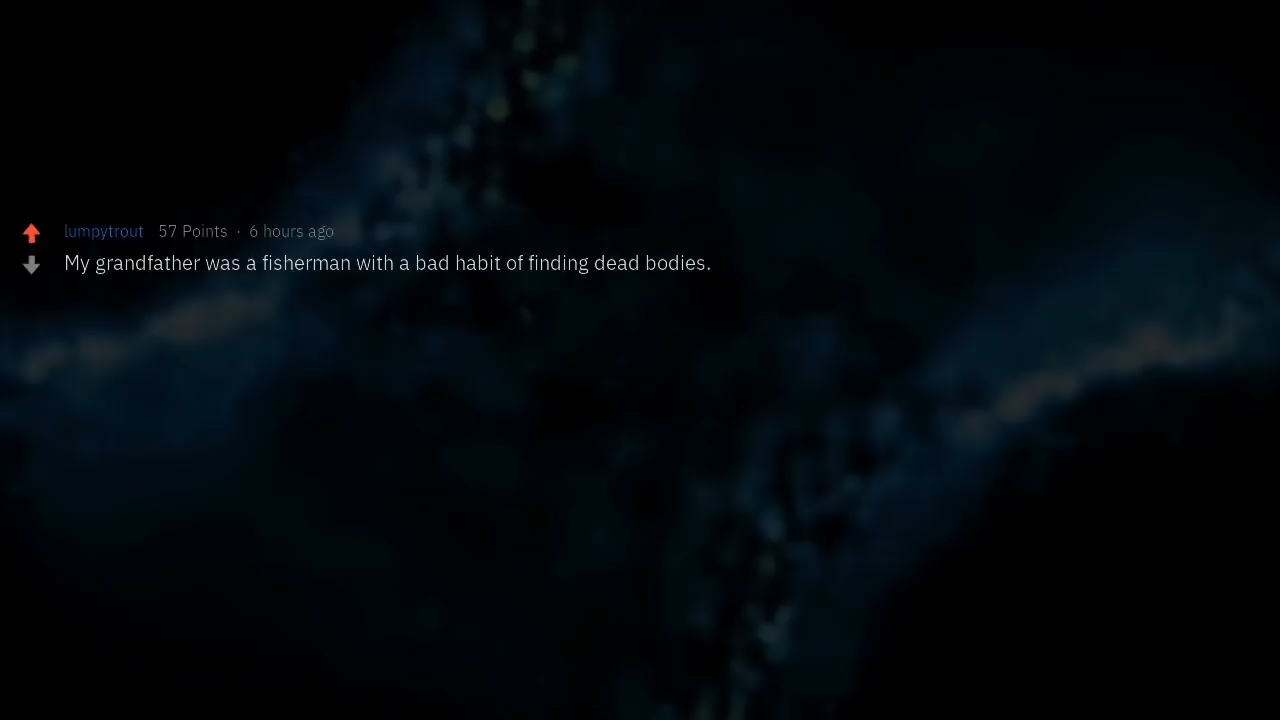 lumpytrout 57 Points · 6 hours ago
My grandfather was a fisherman with a bad habit of finding dead bodies.